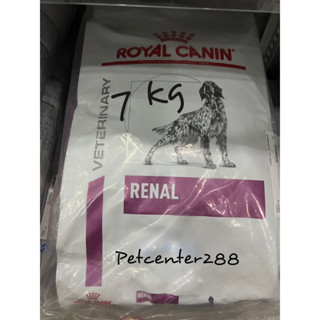 ROYAL CANIN
VETERINARY
7 KG
RENAL
Petcenter288